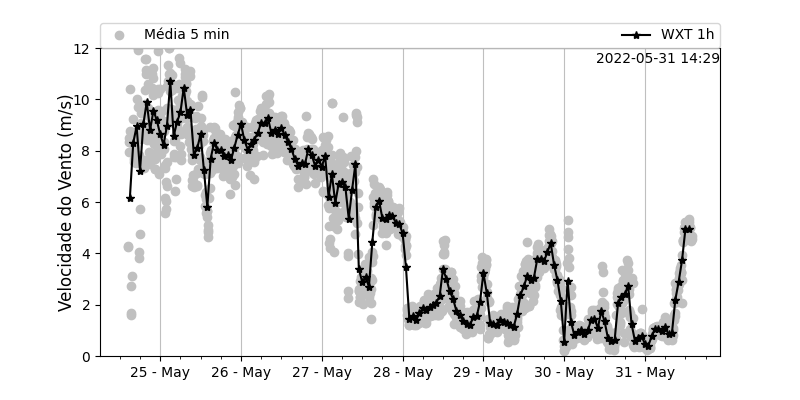 Média 5 min
WXT 1h
2022-05-31 14:29
Velocidade do Vento (m/s)
12
10
8
6
4
2
0
25 - May
26 - May
27 - May
28 - May
29 - May
30 - May
31 - May